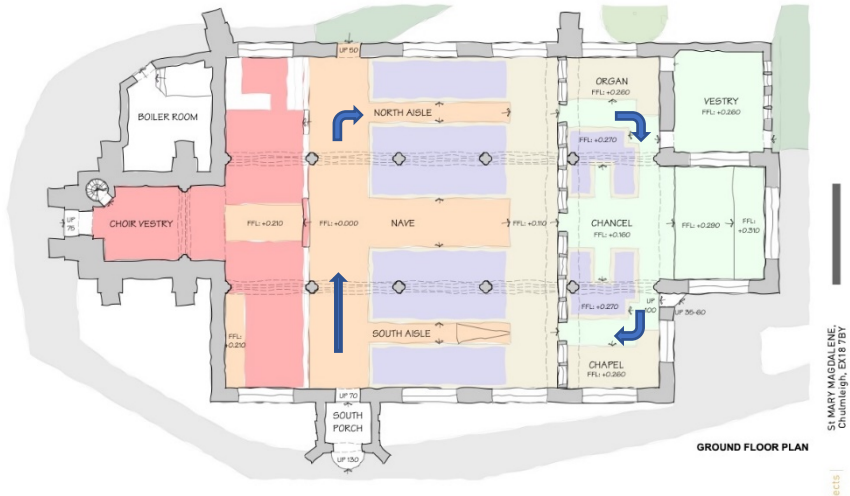 UP 50
ORGAN
FFL: +0.260
VESTRY
FFL: +0.260
BOILER ROOM
NORTH AISLE
FFL: +0.270
UP
75
CHOIR VESTRY
FFL: +0.210
FFL: +0.000
NAVE
FFL: +0.110
CHANCEL
FFL: +0.160
FFL: +0.290
FFL:
+0.310
FFL: +0.270
UP
100
UP 35-60
FFL:
+0.210
SOUTH AISLE
CHAPEL
FFL: +0.260
UP 70
SOUTH
PORCH
UP 130
GROUND FLOOR PLAN
St MARY MAGDALENE,
Chulmleigh, EX18 7BY
ects